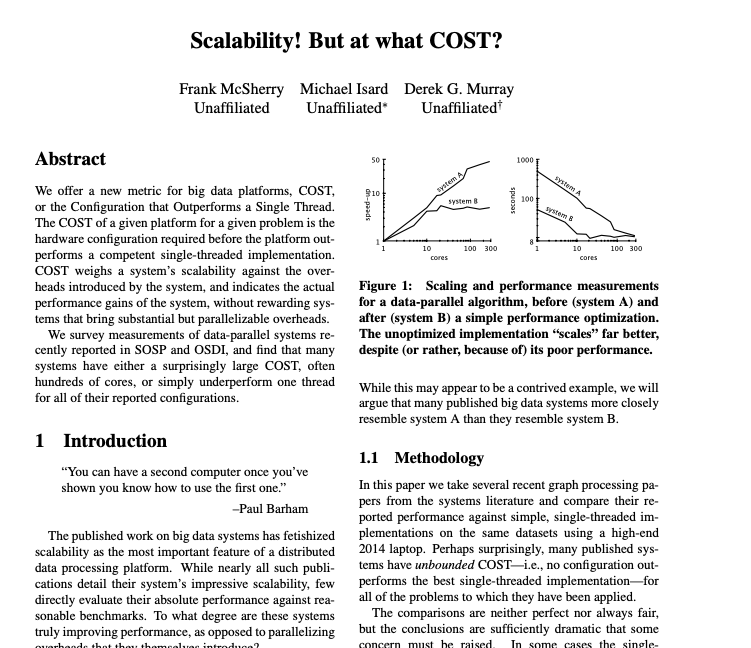 Scalability! But at what COST?
Frank McSherry Michael Isard Derek G. Murray
Unaffiliated Unaffiliated* Unaffiliated†
Abstract
We offer a new metric for big data platforms, COST,
or the Configuration that Outperforms a Single Thread.
The COST of a given platform for a given problem is the
hardware configuration required before the platform out-
performs a competent single-threaded implementation.
COST weighs a system's scalability against the over-
heads introduced by the system, and indicates the actual
performance gains of the system, without rewarding sys-
tems that bring substantial but parallelizable overheads.
We survey measurements of data-parallel systems re-
cently reported in SOSP and OSDI, and find that many
systems have either a surprisingly large COST, often
hundreds of cores, or simply underperform one thread
for all of their reported configurations.
1 Introduction
“You can have a second computer once you've
shown you know how to use the first one.”
–Paul Barham
The published work on big data systems has fetishized
scalability as the most important feature of a distributed
data processing platform. While nearly all such publi-
cations detail their system's impressive scalability, few
directly evaluate their absolute performance against rea-
sonable benchmarks. To what degree are these systems
truly improving performance, as opposed to parallelizing
overheads that they themselves introduce?
50
10
1
speed-up
system A
system B
1 10 100 300
cores
1000
100
8
seconds
system A
system B
1 10 100 300
cores
Figure 1: Scaling and performance measurements
for a data-parallel algorithm, before (system A) and
after (system B) a simple performance optimization.
The unoptimized implementation “scales” far better,
despite (or rather, because of) its poor performance.
While this may appear to be a contrived example, we will
argue that many published big data systems more closely
resemble system A than they resemble system B.
1.1 Methodology
In this paper we take several recent graph processing pa-
pers from the systems literature and compare their re-
ported performance against simple, single-threaded im-
plementations on the same datasets using a high-end
2014 laptop. Perhaps surprisingly, many published sys-
tems have unbounded COST—i.e., no configuration out-
performs the best single-threaded implementation—for
all of the problems to which they have been applied.
The comparisons are neither perfect nor always fair,
but the conclusions are sufficiently dramatic that some
concern must be raised. In some cases the single-